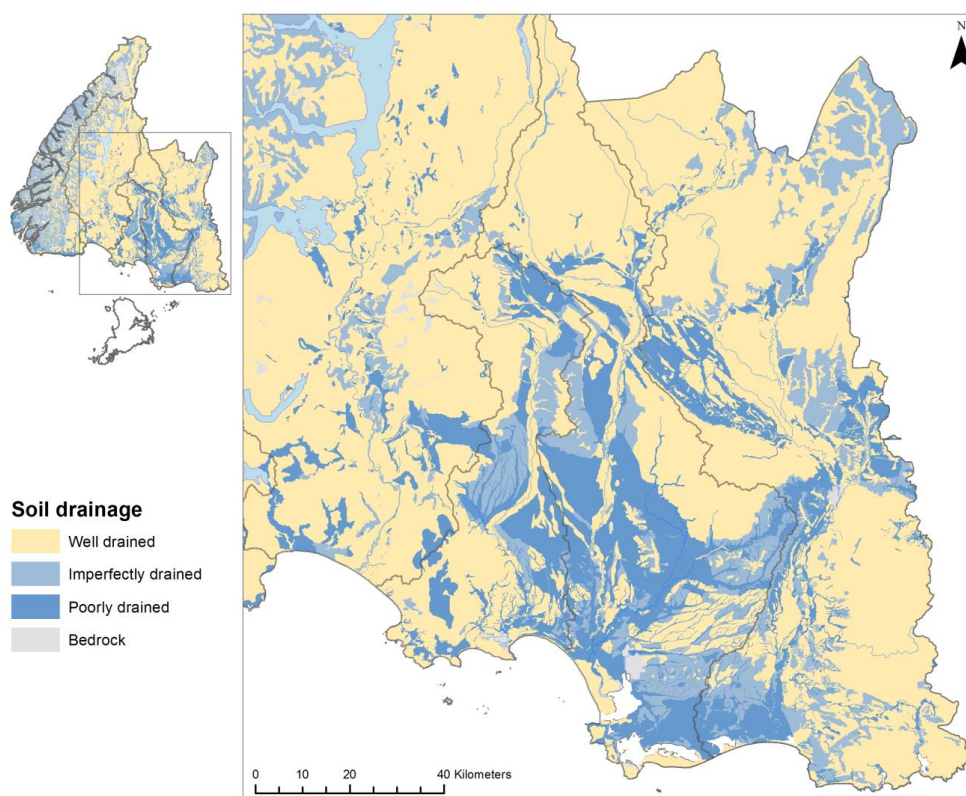 N
Soil drainage
Well drained
Imperfectly drained
Poorly drained
Bedrock
0 10 20 40 Kilometers